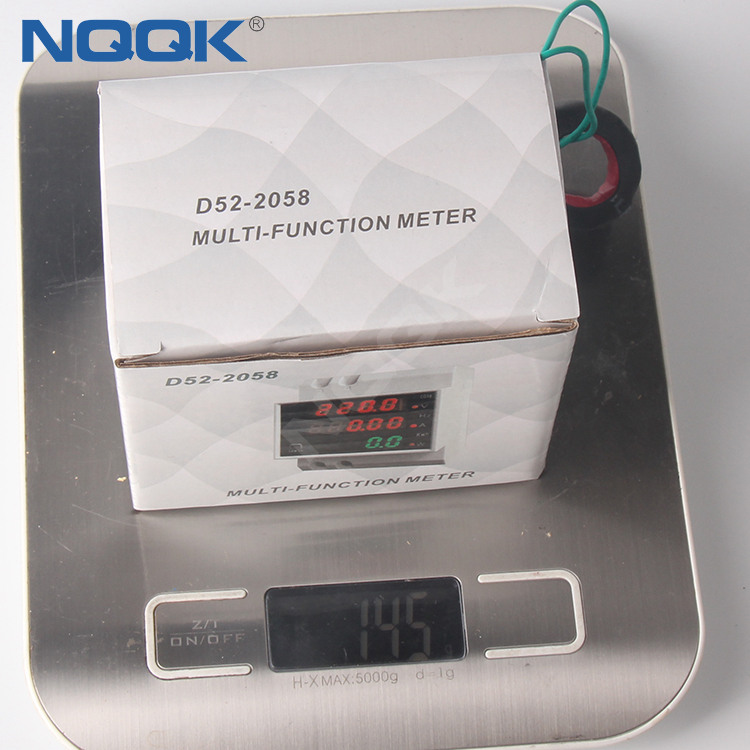 NQQK®
D52-2058
MULTI-FUNCTION METER
D52-2058
220.0
V
0.00
A
0.0
MULTI-FUNCTION METER
Z/T
ON/OFF
145
H-X MAX:5000g d=1g